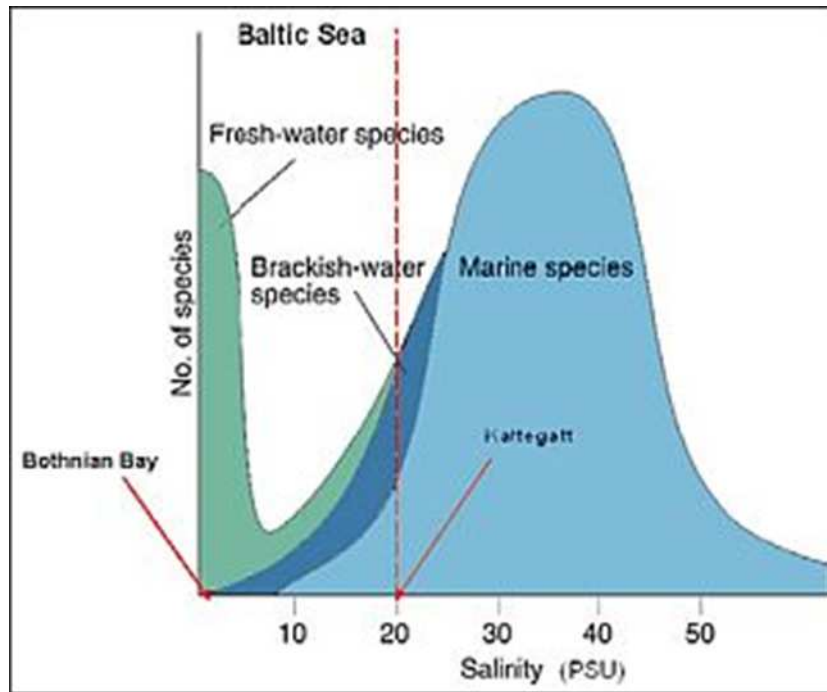 Baltic Sea
Fresh-water species
Brackish-water
species
Marine species
No. of species
Kattegatt
Bothnian Bay
10
20
30
40
50
Salinity (PSU)